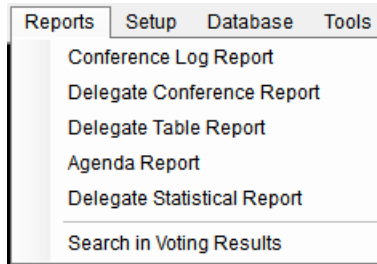 Reports Setup Database Tools
Conference Log Report
Delegate Conference Report
Delegate Table Report
Agenda Report
Delegate Statistical Report
Search in Voting Results